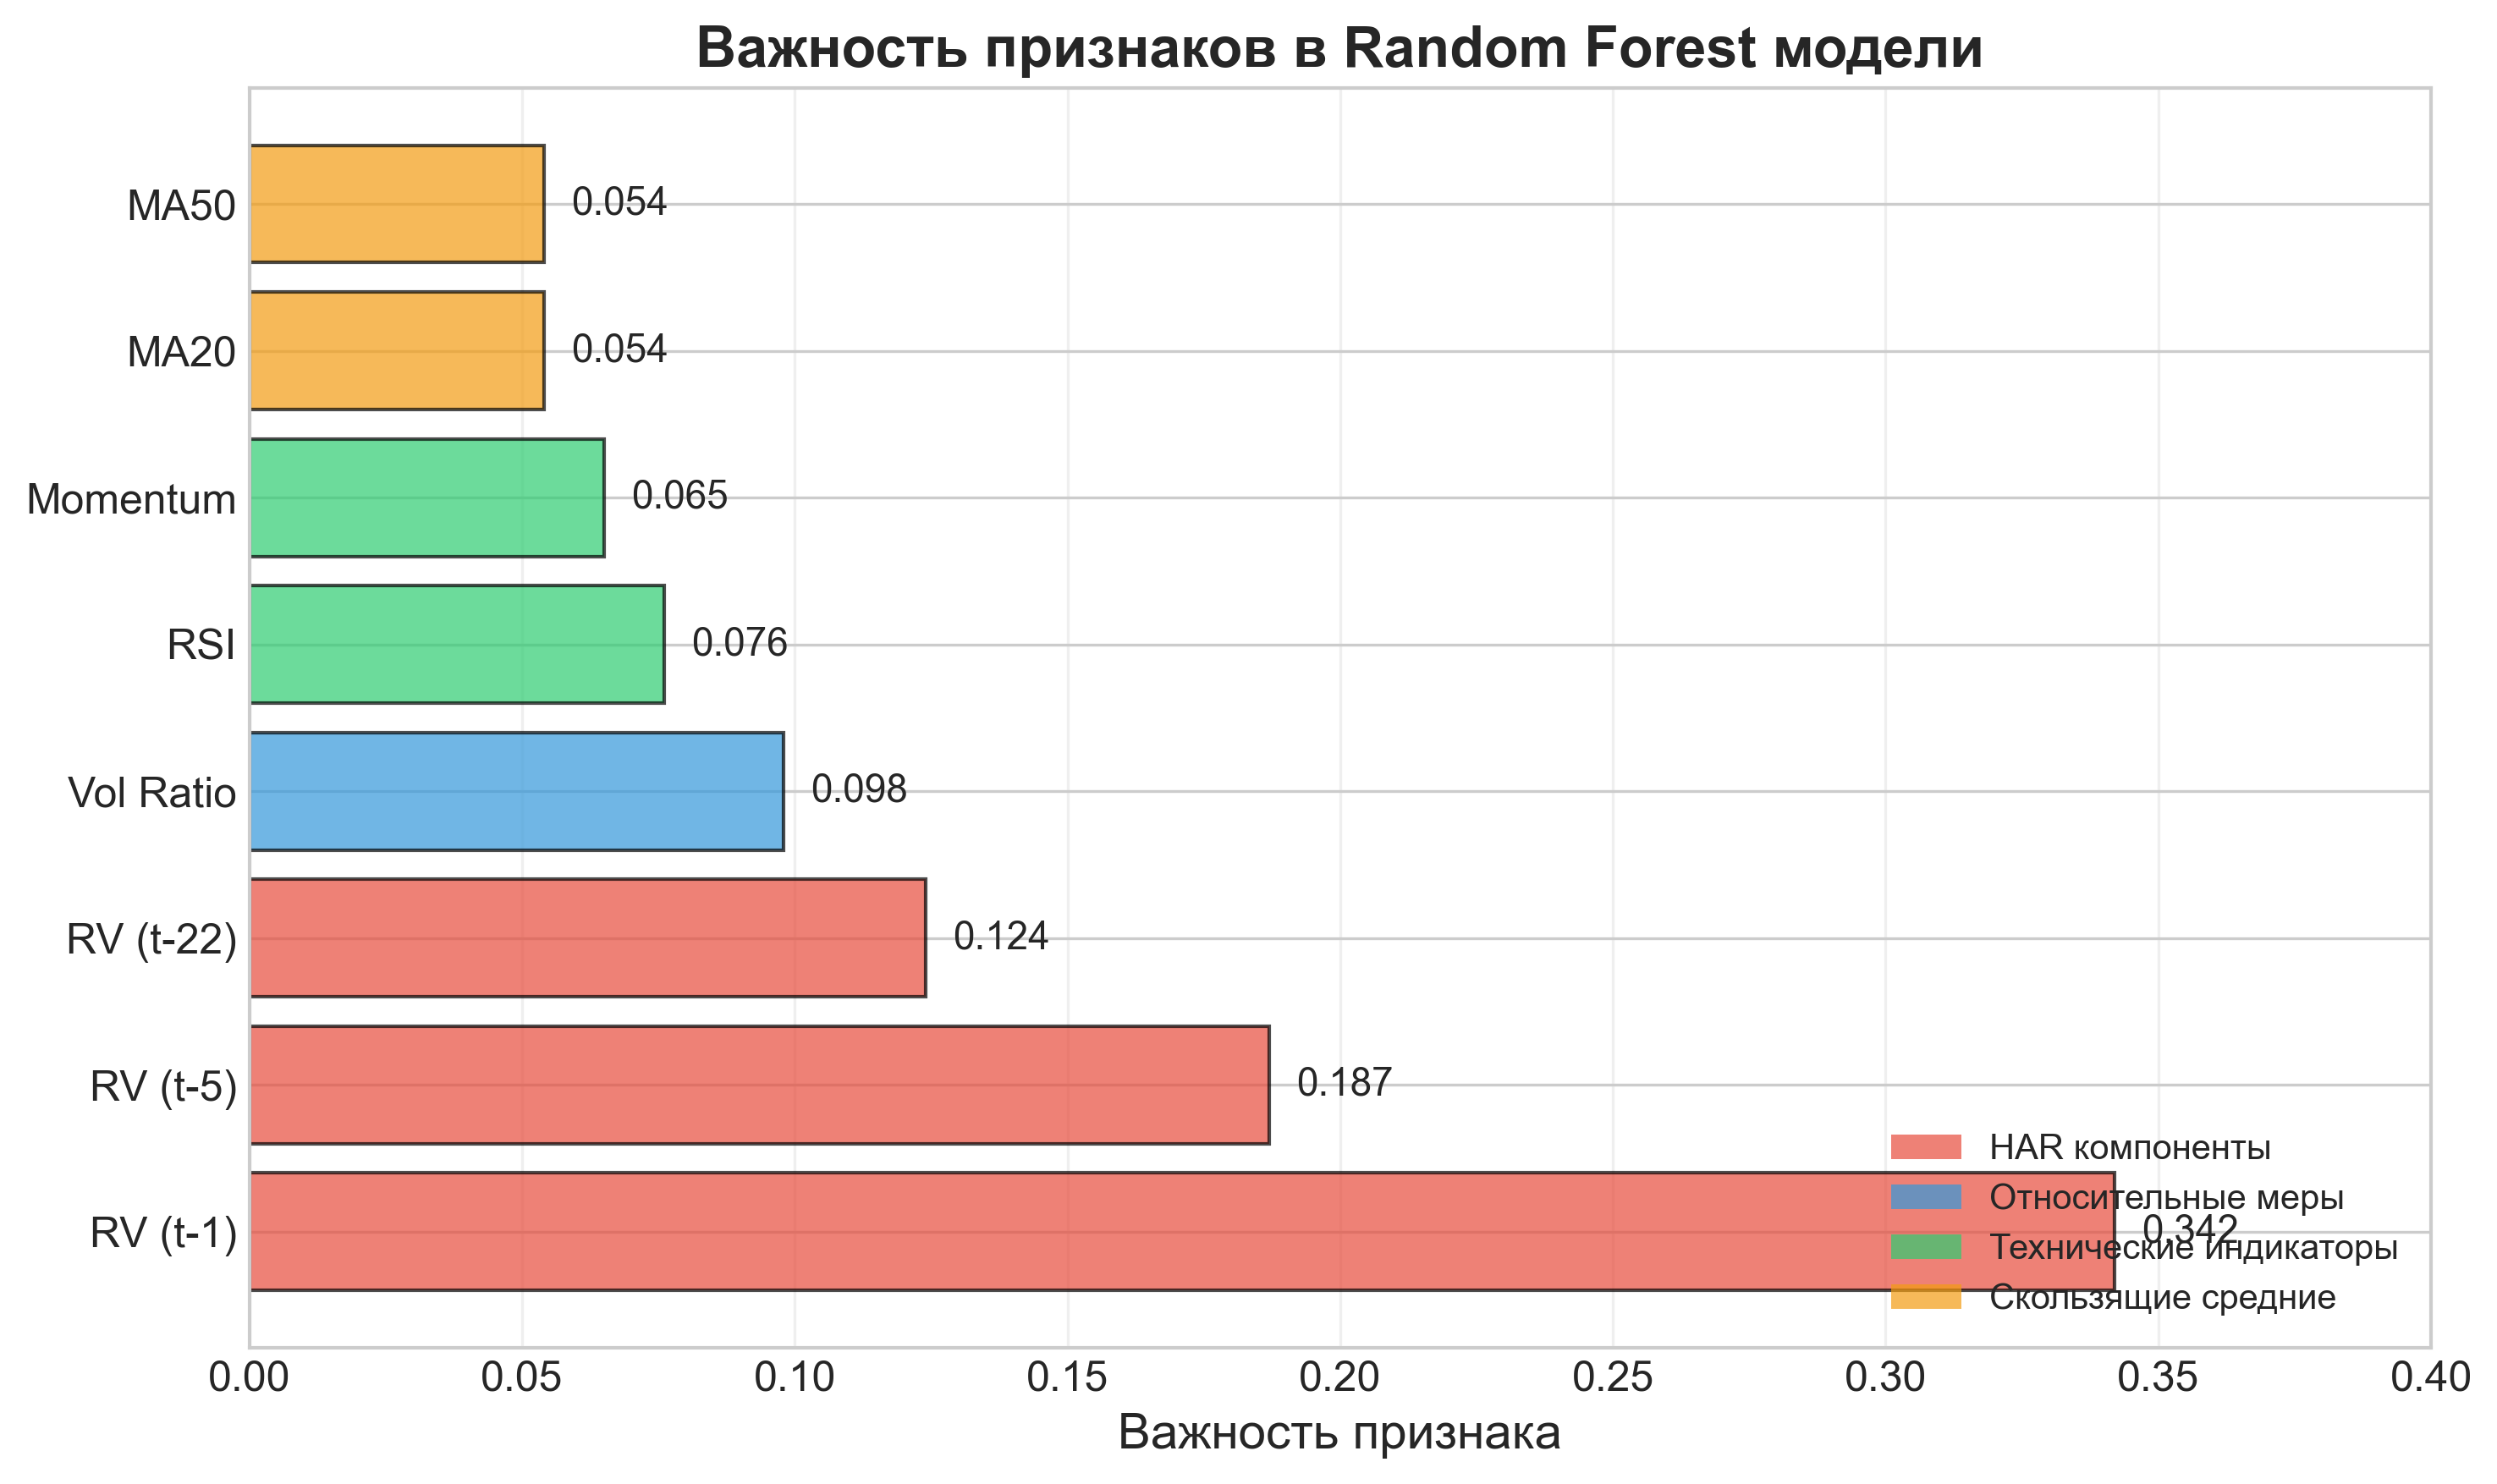 Важность признаков в Random Forest модели
MA50
0.054
MA20
0.054
Momentum
0.065
RSI
0.076
Vol Ratio
0.098
RV (t-22)
0.124
RV (t-5)
0.187
RV (t-1)
0.342
HAR компоненты
Относительные меры
Технические индикаторы
Скользящие средние
0.00 0.05 0.10 0.15 0.20 0.25 0.30 0.35 0.40
Важность признака